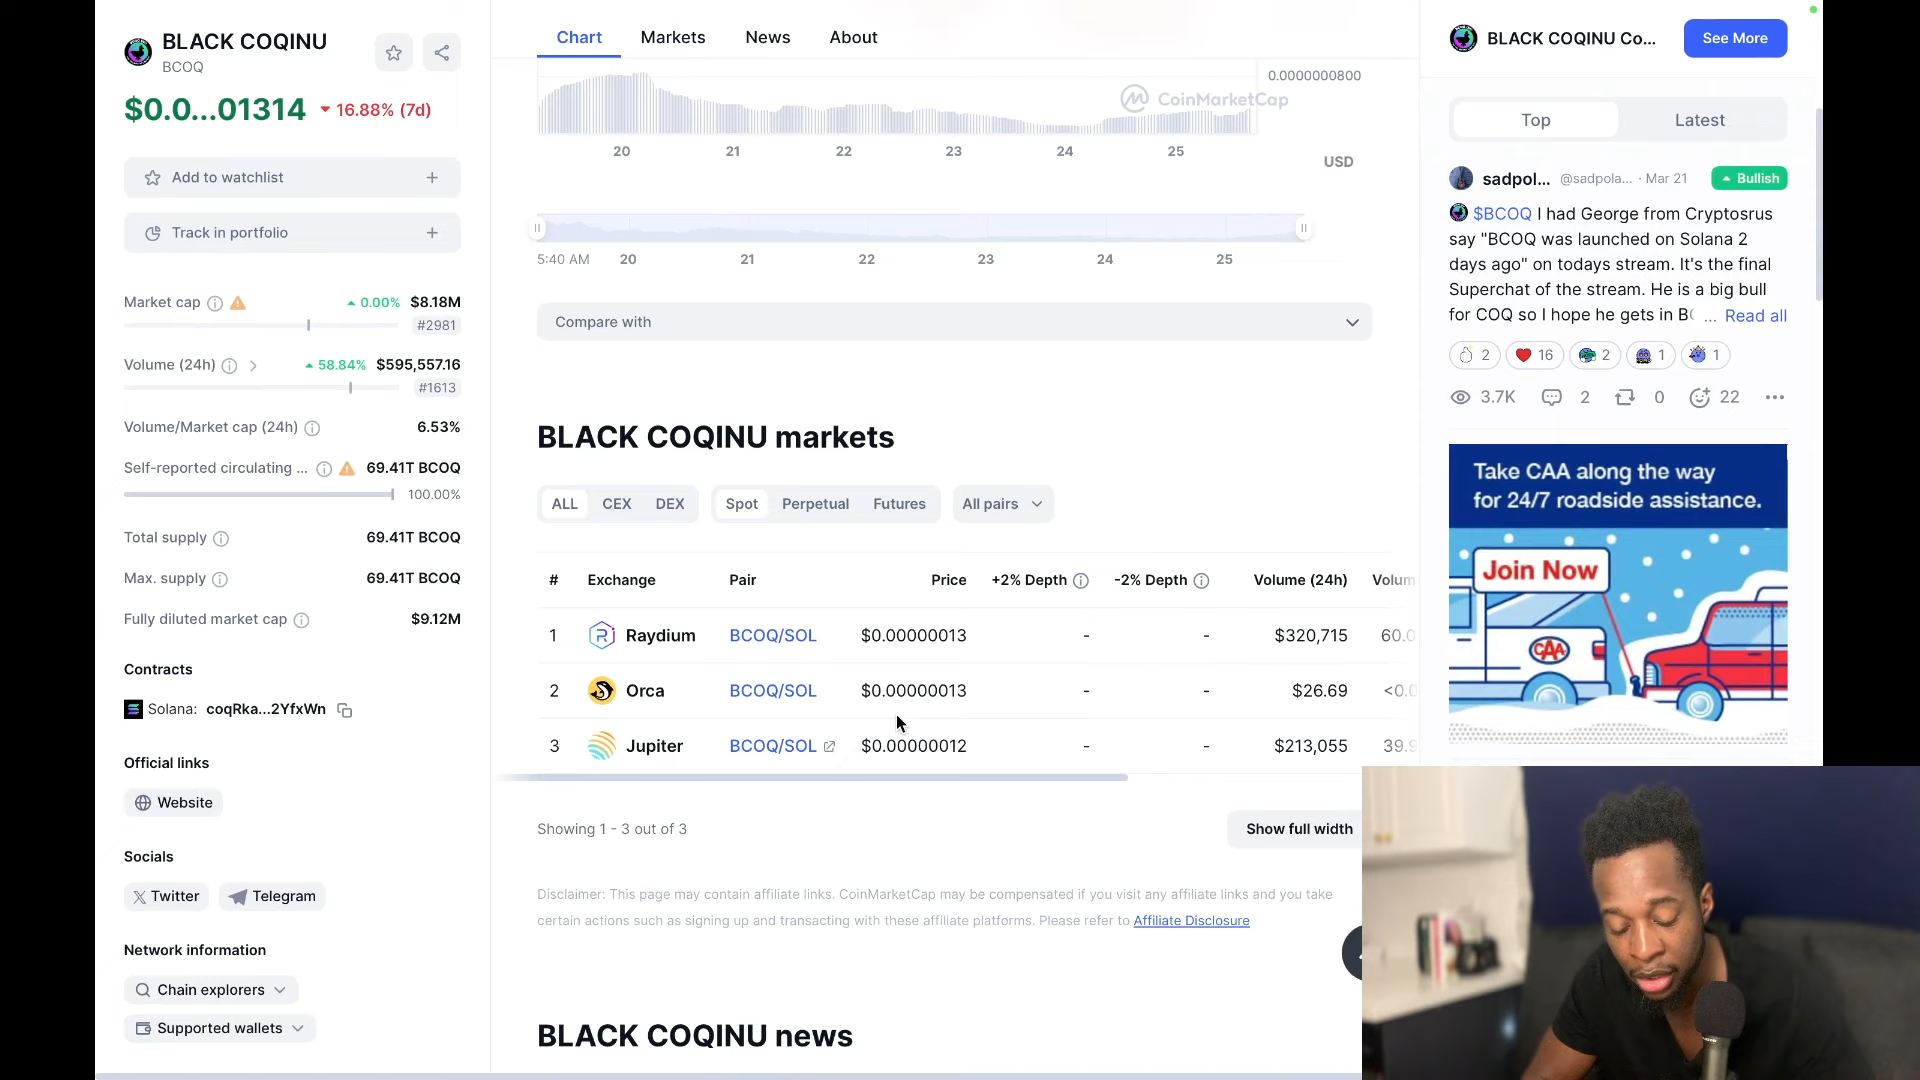 BLACK COQINU
BCOQ
$0.0...01314 16.88% (7d)
Add to watchlist
Track in portfolio
Market cap 0.00% $8.18M
#2981
Volume (24h) 58.84% $595,557.16
#1613
Volume/Market cap (24h) 6.53%
Self-reported circulating ... 69.41T BCOQ
100.00%
Total supply 69.41T BCOQ
Max. supply 69.41T BCOQ
Fully diluted market cap $9.12M
Contracts
Solana: coqRka...2YfxWn
Official links
Website
Socials
Twitter Telegram
Network information
Chain explorers
Supported wallets
Chart Markets News About
0.0000000800
CoinMarketCap
20 21 22 23 24 25
USD
5:40 AM 20 21 22 23 24 25
Compare with
BLACK COQINU markets
ALL CEX DEX Spot Perpetual Futures All pairs
# Exchange Pair Price +2% Depth -2% Depth Volume (24h) Volum
1 Raydium BCOQ/SOL $0.00000013 - - $320,715 60.0
2 Orca BCOQ/SOL $0.00000013 - - $26.69 <0.0
3 Jupiter BCOQ/SOL $0.00000012 - - $213,055 39.9
Showing 1 - 3 out of 3
Show full width
Disclaimer: This page may contain affiliate links. CoinMarketCap may be compensated if you visit any affiliate links and you take
certain actions such as signing up and transacting with these affiliate platforms. Please refer to Affiliate Disclosure
BLACK COQINU news
BLACK COQINU Co... See More
Top Latest
sadpol... @sadpola... · Mar 21 Bullish
$BCOQ I had George from Cryptosrus
say "BCOQ was launched on Solana 2
days ago" on todays stream. It's the final
Superchat of the stream. He is a big bull
for COQ so I hope he gets in BC ... Read all
2 16 2 1 1
3.7K 2 0 22
Take CAA along the way
for 24/7 roadside assistance.
Join Now
CAA